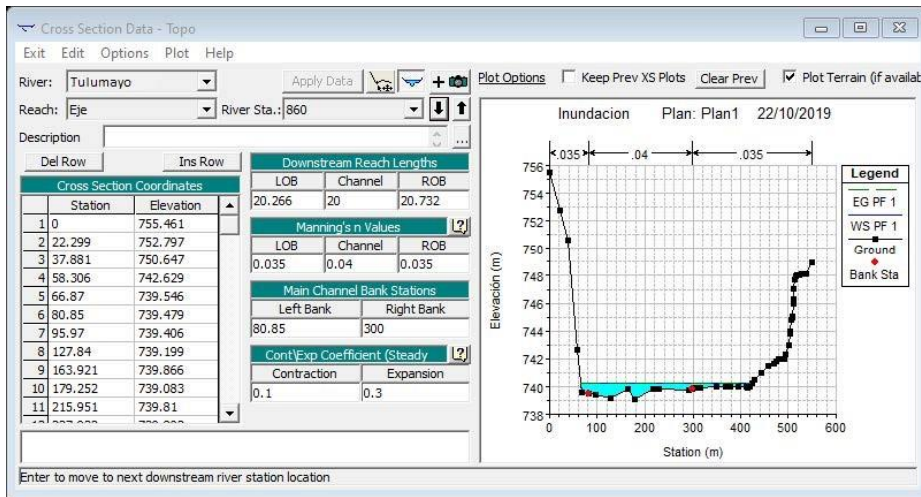 Cross Section Data - Topo
Exit Edit Options Plot Help
River: Tulumayo Apply Data
Reach: Eje River Sta.: 860
Description ...
Del Row Ins Row
Cross Section Coordinates
Station Elevation
1 0 755.461
2 22.299 752.797
3 37.881 750.647
4 58.306 742.629
5 66.87 739.546
6 80.85 739.479
7 95.97 739.406
8 127.84 739.199
9 163.921 739.866
10 179.252 739.083
11 215.951 739.81
Downstream Reach Lengths
LOB Channel ROB
20.266 20 20.732
Manning's n Values
LOB Channel ROB
0.035 0.04 0.035
Main Channel Bank Stations
Left Bank Right Bank
80.85 300
Cont\Exp Coefficient (Steady
Contraction Expansion
0.1 0.3
Enter to move to next downstream river station location
Plot Options Keep Prev XS Plots Clear Prev Plot Terrain (if availab
Inundacion Plan: Plan1 22/10/2019
.035 .04 .035
756
754
752
750
748
746
744
742
740
738
Elevación (m)
0 100 200 300 400 500 600
Station (m)
Legend
EG PF 1
WS PF 1
Ground
Bank Sta